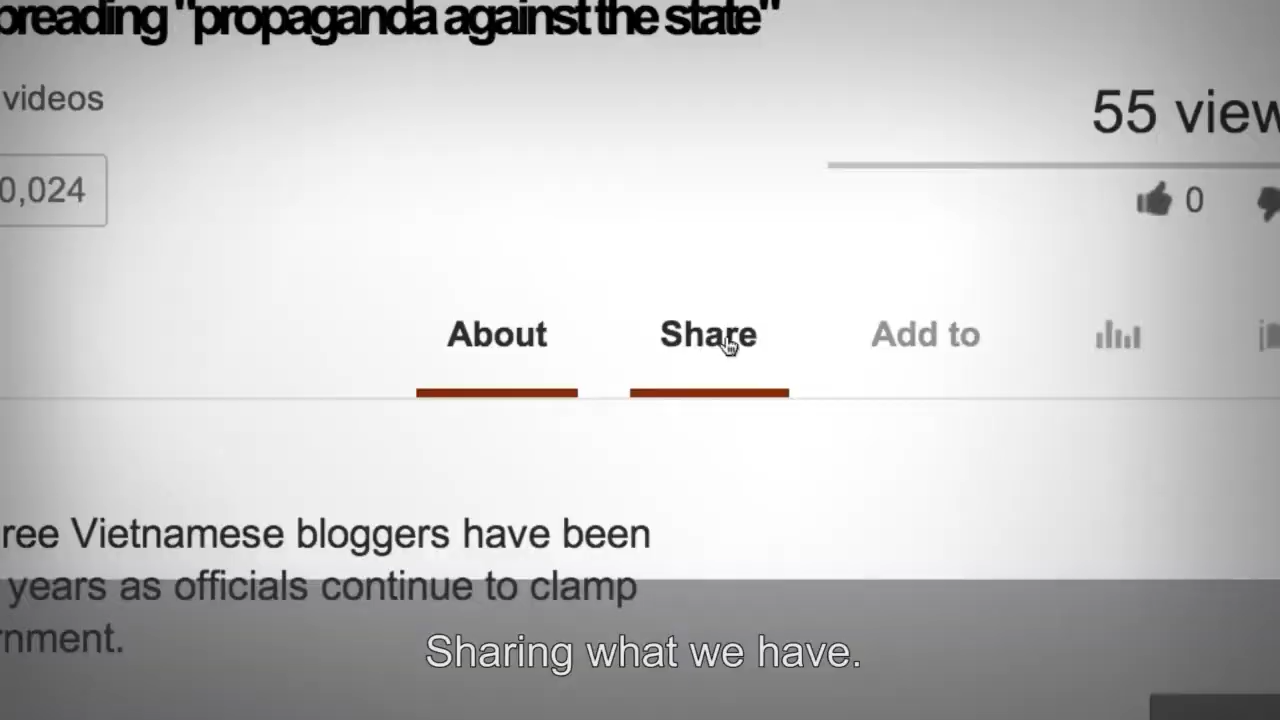 preading "propaganda against the state"
videos
55 view
0,024
0
About Share Add to
ree Vietnamese bloggers have been
years as officials continue to clamp
rnment.
Sharing what we have.